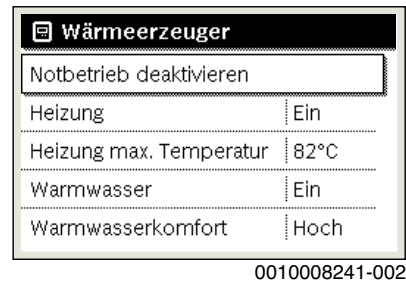 Wärmeerzeuger
Notbetrieb deaktivieren
Heizung Ein
Heizung max. Temperatur 82°C
Warmwasser Ein
Warmwasserkomfort Hoch
0010008241-002